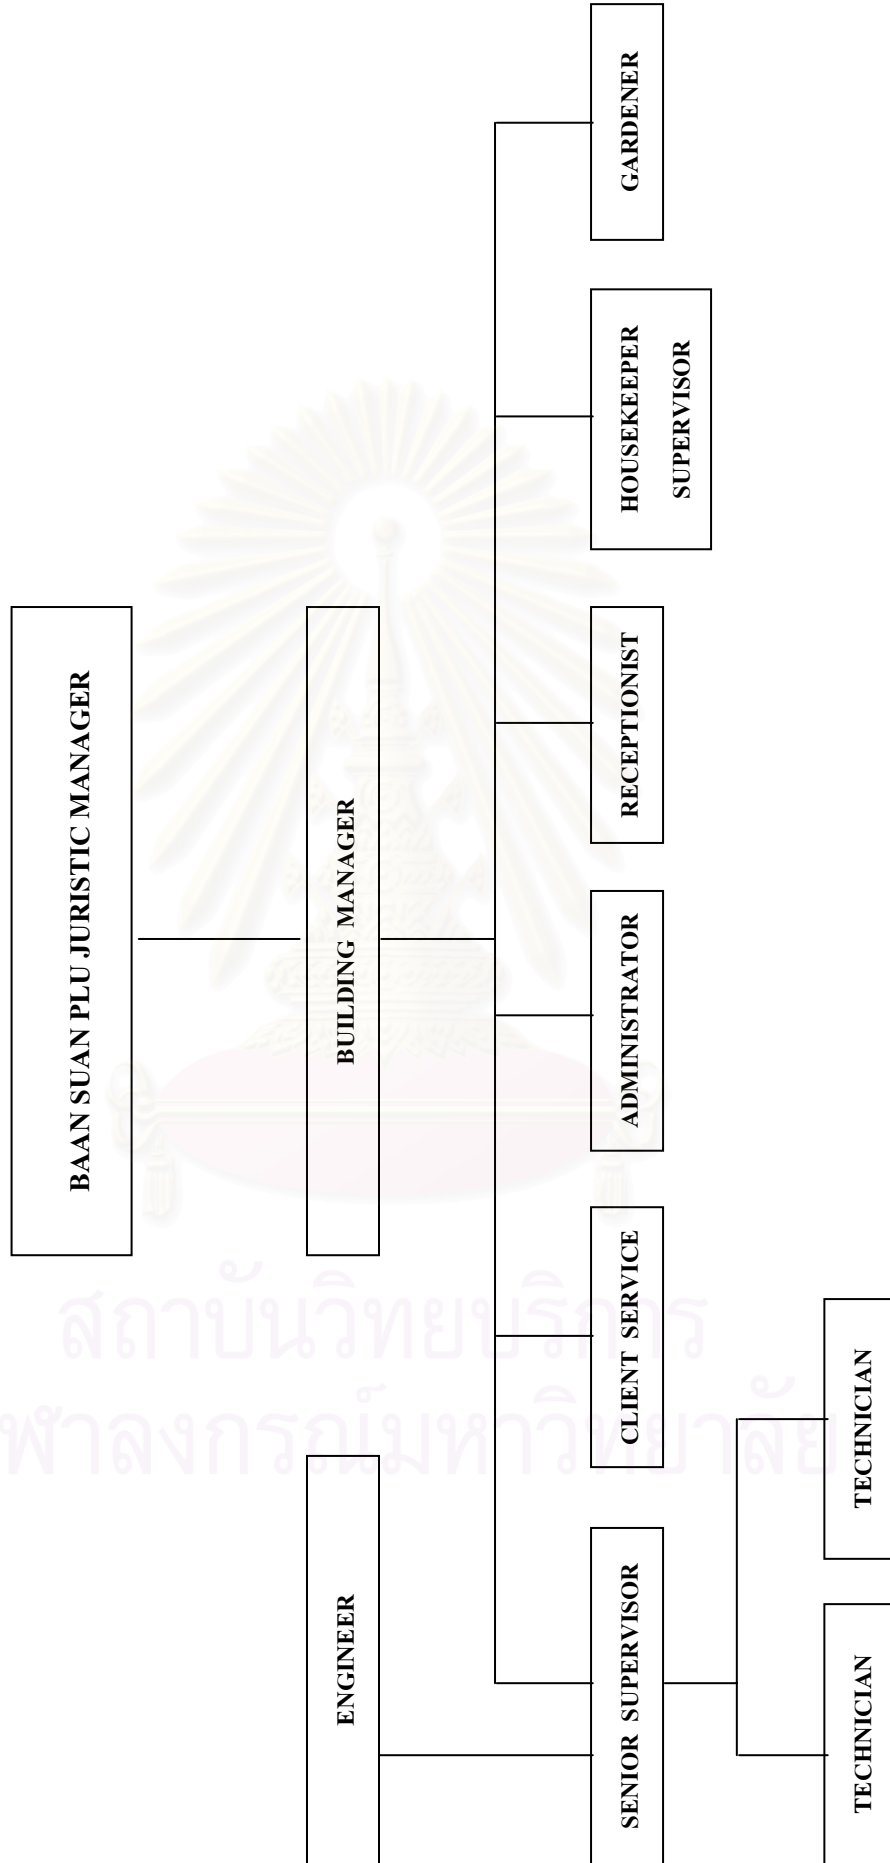 BAAN SUAN PLU JURISTIC MANAGER
ENGINEER
BUILDING MANAGER
SENIOR SUPERVISOR
CLIENT SERVICE
ADMINISTRATOR
RECEPTIONIST
HOUSEKEEPER
SUPERVISOR
GARDENER
TECHNICIAN
TECHNICIAN
สถาบันวิทยบริการ
ฬาลงกรณ์มหาวิทยาลัย